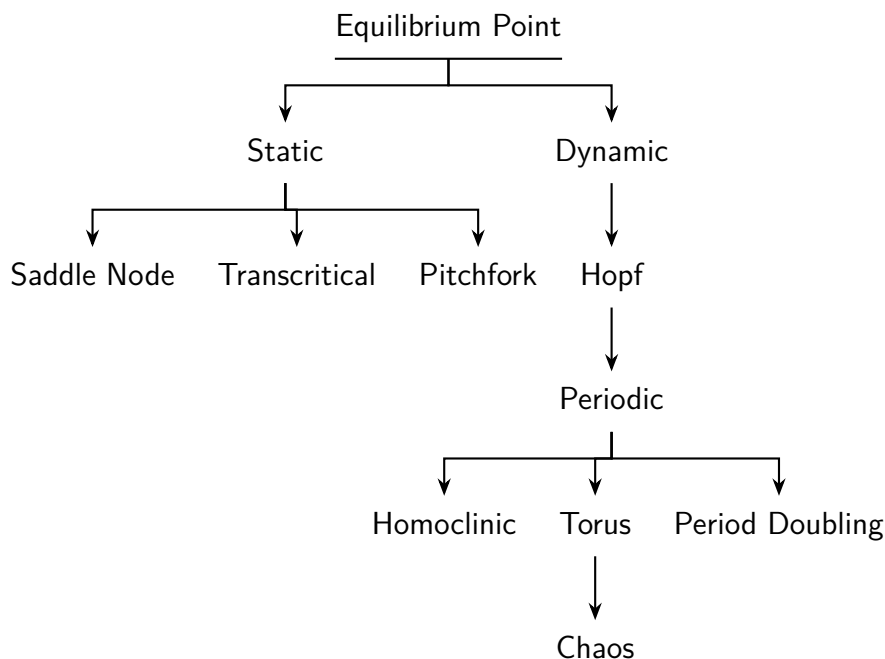 Equilibrium Point
Static Dynamic
Saddle Node Transcritical Pitchfork Hopf
Periodic
Homoclinic Torus Period Doubling
Chaos